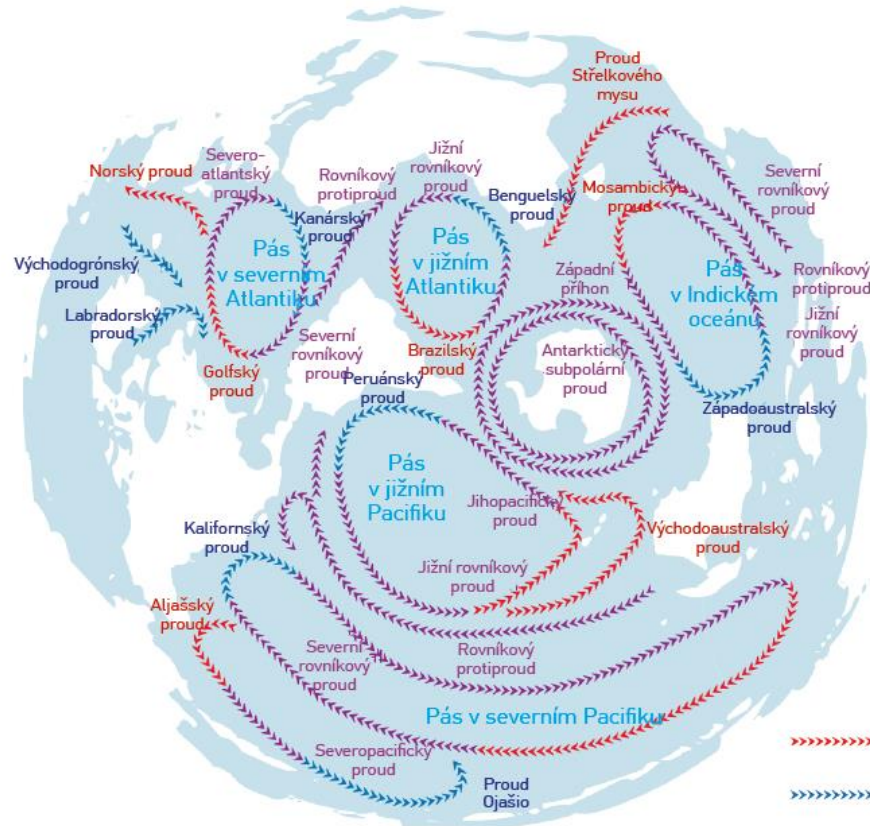 Proud
Střelkového
mysu
Norský proud
Severo-
atlantský
proud
Rovníkový
protiproud
Jižní
rovníkový
proud
Benguelský
proud
Mosambický
proud
Severní
rovníkový
proud
Kanárský
proud
Východogrónský
proud
Pás
v severním
Atlantiku
Pás
v jižním
Atlantiku
Západní
příhon
Pás
v Indickém
oceánu
Rovníkový
protiproud
Jižní
rovníkový
proud
Labradorský
proud
Golfský
proud
Severní
rovníkový
proud
Brazilský
proud
Antarktický
subpolární
proud
Peruánský
proud
Západoaustralský
proud
Pás
v jižním
Pacifiku
Jihopacifický
proud
Kalifornský
proud
Východoaustralský
proud
Jižní rovníkový
proud
Aljašský
proud
Severní
rovníkový
proud
Rovníkový
protiproud
Pás v severním Pacifiku
Severopacifický
proud
Proud
Ojašio